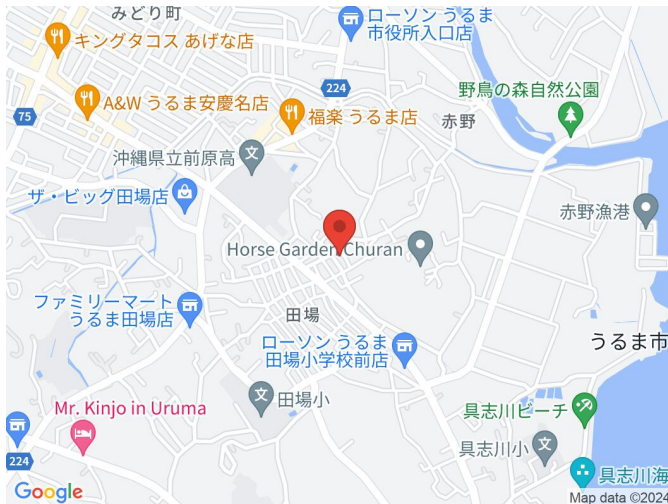 みどり町
ローソン うるま
市役所入口店
キングタコス あげな店
224
野鳥の森自然公園
75
A&W うるま安慶名店
福楽 うるま店
赤野
沖縄県立前原高
ザ・ビッグ田場店
赤野漁港
Horse Garden Churan
ファミリーマート
うるま田場店
田場
ローソン うるま
田場小学校前店
うるま市
田場小
Mr. Kinjo in Uruma
具志川ビーチ
具志川小
224
具志川海
Google
Map data ©2024